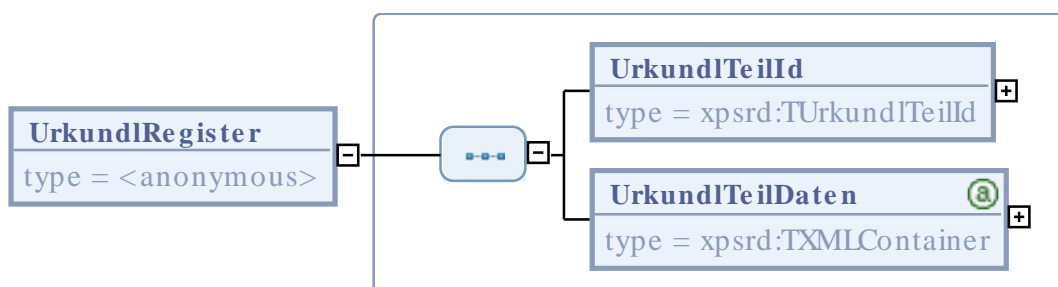 UrkundlTeilId
type = xpsrd:TUrkundlTeilId
UrkundlRegister
type = <anonymous>
UrkundlTeilDaten
a
type = xpsrd:TXMLContainer